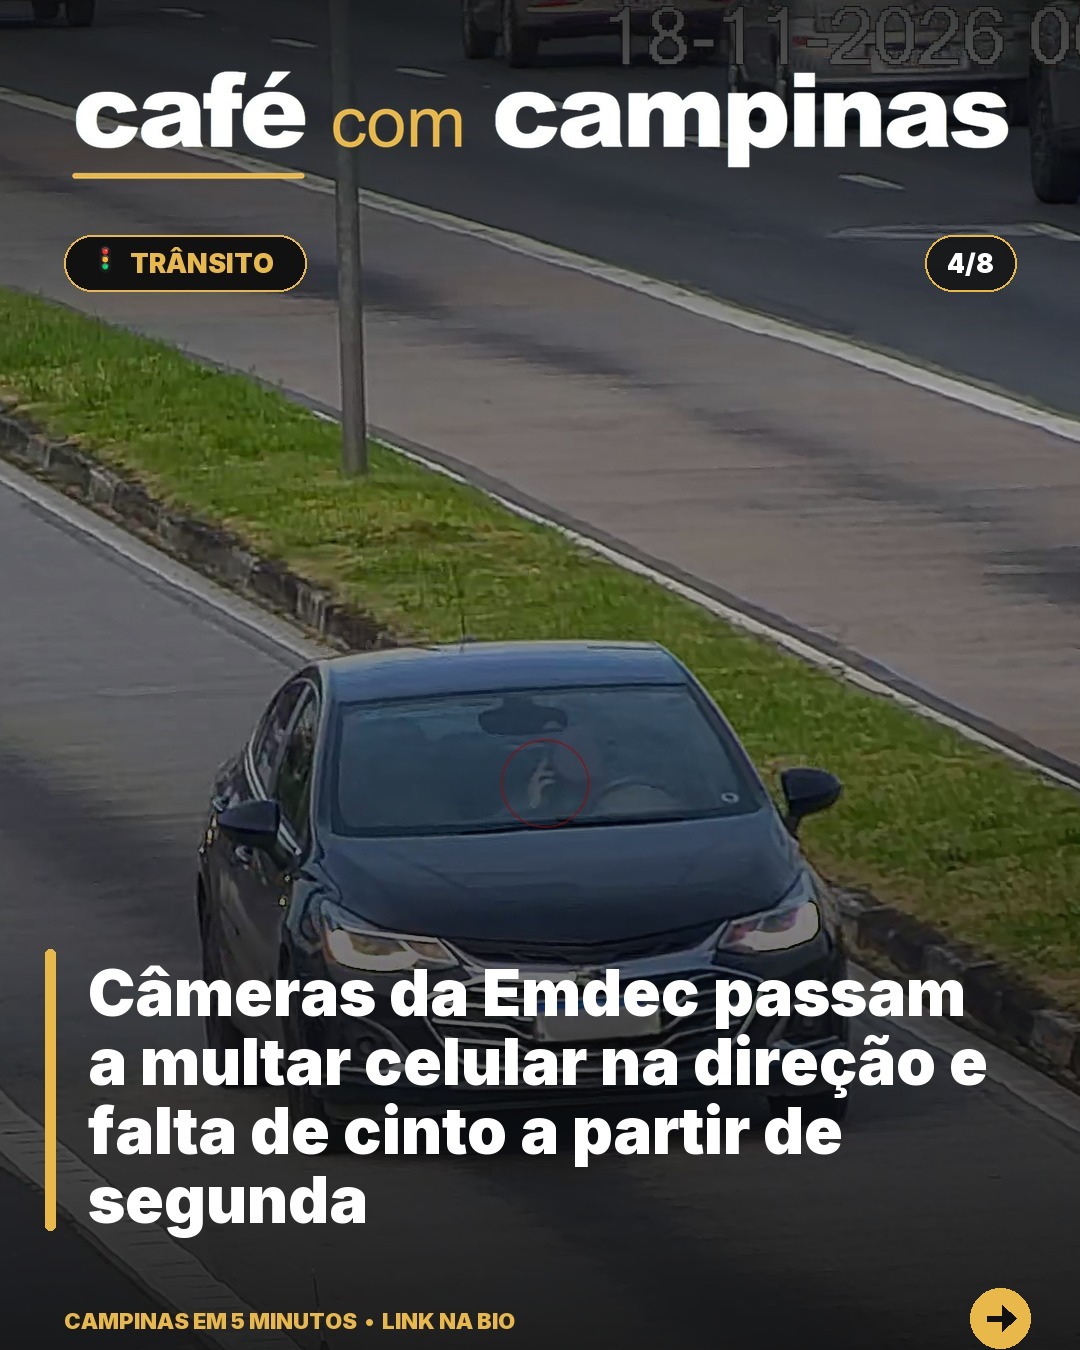 18-11-2026 0
café com campinas
TRÂNSITO
4/8
Câmeras da Emdec passam
a multar celular na direção e
falta de cinto a partir de
segunda
CAMPINAS EM 5 MINUTOS • LINK NA BIO